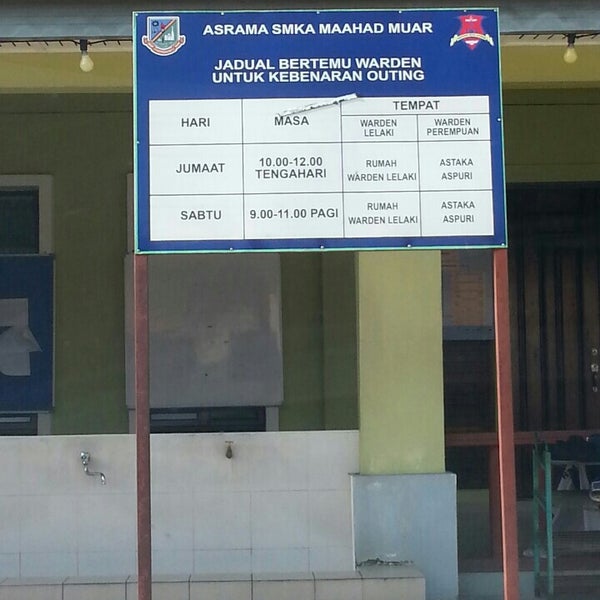 ASRAMA SMKA MAAHAD MUAR
JADUAL BERTEMU WARDEN
UNTUK KEBENARAN OUTING
HARI MASA TEMPAT
WARDEN LELAKI WARDEN PEREMPUAN
JUMAAT 10.00-12.00 TENGAHARI RUMAH WARDEN LELAKI ASTAKA ASPURI
SABTU 9.00-11.00 PAGI RUMAH WARDEN LELAKI ASTAKA ASPURI